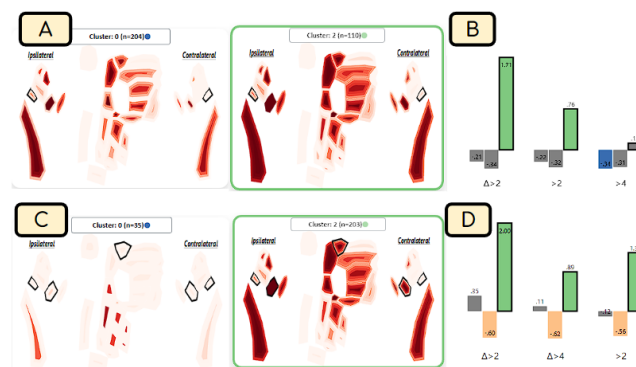 A
Cluster: 0 (n=204)
Cluster: 2 (n=110)
B
Ipsilateral
Contralateral
Ipsilateral
Contralateral
1.71
.76
.1
-.21
-.34
-.32
-.34
-.31
Δ>2
>2
>4
C
Cluster: 0 (n=35)
Cluster: 2 (n=203)
D
Ipsilateral
Contralateral
Ipsilateral
Contralateral
2.00
.35
.11
.89
-.12
-.60
-.62
-.56
Δ>2
Δ>4
>2